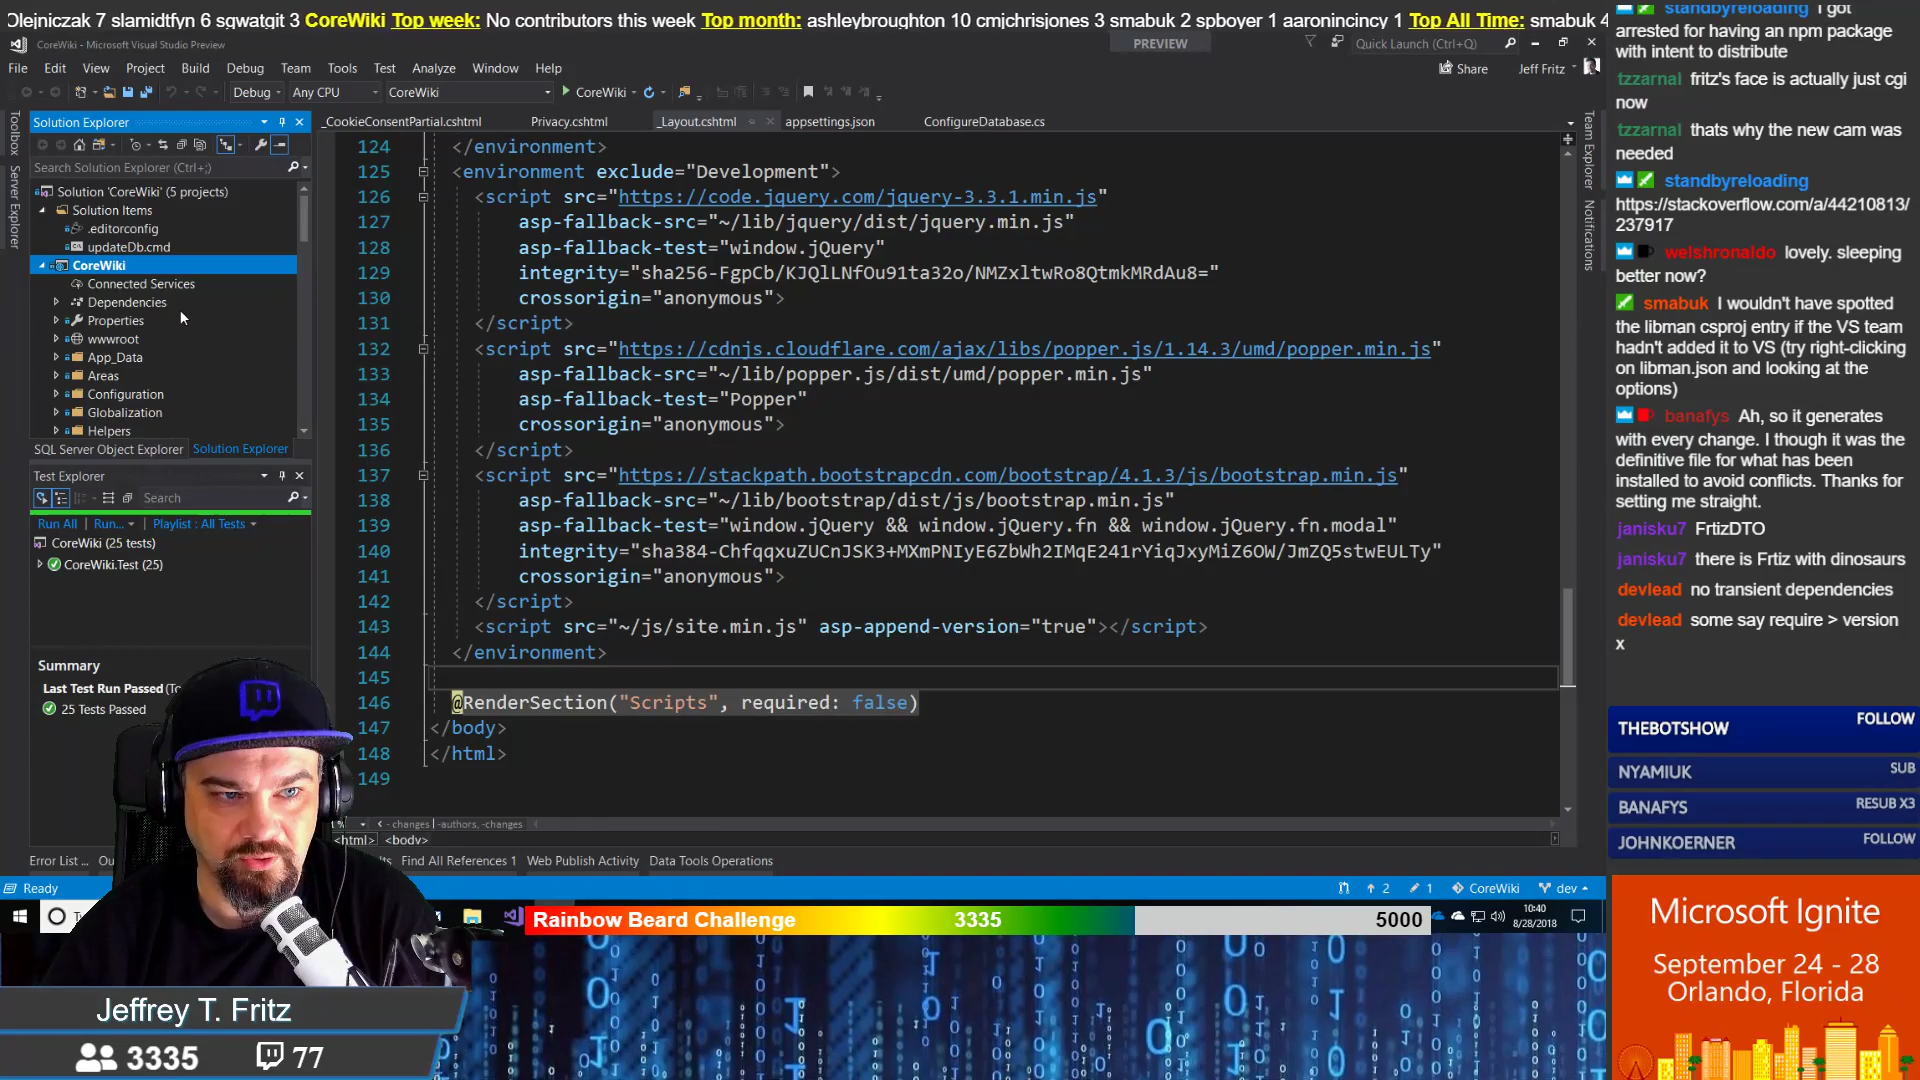 Olejniczak 7 slamidtfyn 6 sgwatgit 3 CoreWiki Top week: No contributors this week Top month: ashleybroughton 10 cmjchrisjones 3 smabuk 2 spboyer 1 aaronincincy 1 Top All Time: smabuk 4
CoreWiki - Microsoft Visual Studio Preview
PREVIEW
Quick Launch (Ctrl+Q)
File Edit View Project Build Debug Team Tools Test Analyze Window Help
Share
Jeff Fritz
Debug Any CPU CoreWiki CoreWiki
Toolbox
Server Explorer
Solution Explorer
Search Solution Explorer (Ctrl+;)
Solution 'CoreWiki' (5 projects)
Solution Items
.editorconfig
updateDb.cmd
CoreWiki
Connected Services
Dependencies
Properties
wwwroot
App_Data
Areas
Configuration
Globalization
Helpers
SQL Server Object Explorer Solution Explorer
Test Explorer
Search
Run All Run... Playlist : All Tests
CoreWiki (25 tests)
CoreWiki.Test (25)
Summary
Last Test Run Passed
25 Tests Passed
_CookieConsentPartial.cshtml Privacy.cshtml _Layout.cshtml appsettings.json ConfigureDatabase.cs
124 </environment>
125 <environment exclude="Development">
126 <script src="https://code.jquery.com/jquery-3.3.1.min.js"
127 asp-fallback-src="~/lib/jquery/dist/jquery.min.js"
128 asp-fallback-test="window.jQuery"
129 integrity="sha256-FgpCb/KJQlLNfOu91ta32o/NMZxltwRo8QtmkMRdAu8="
130 crossorigin="anonymous">
131 </script>
132 <script src="https://cdnjs.cloudflare.com/ajax/libs/popper.js/1.14.3/umd/popper.min.js"
133 asp-fallback-src="~/lib/popper.js/dist/umd/popper.min.js"
134 asp-fallback-test="Popper"
135 crossorigin="anonymous">
136 </script>
137 <script src="https://stackpath.bootstrapcdn.com/bootstrap/4.1.3/js/bootstrap.min.js"
138 asp-fallback-src="~/lib/bootstrap/dist/js/bootstrap.min.js"
139 asp-fallback-test="window.jQuery && window.jQuery.fn && window.jQuery.fn.modal"
140 integrity="sha384-ChfqqxuZUCnJSK3+MXmPNIyE6ZbWh2IMqE241rYiqJxyMiZ6OW/JmZQ5stwEULTy"
141 crossorigin="anonymous">
142 </script>
143 <script src="~/js/site.min.js" asp-append-version="true"></script>
144 </environment>
145
146 @RenderSection("Scripts", required: false)
147 </body>
148 </html>
149
- changes | -authors, -changes
<html> <body>
Error List ... Find All References 1 Web Publish Activity Data Tools Operations
Ready
2 1 CoreWiki dev
Team Explorer
Notifications
Rainbow Beard Challenge 3335 5000
10:40
8/28/2018
Jeffrey T. Fritz
3335 77
standbyreloading I got
arrested for having an npm package
with intent to distribute
tzzarnal fritz's face is actually just cgi
now
tzzarnal thats why the new cam was
needed
standbyreloading
https://stackoverflow.com/a/44210813/
237917
welshronaldo lovely. sleeping
better now?
smabuk I wouldn't have spotted
the libman csproj entry if the VS team
hadn't added it to VS (try right-clicking
on libman.json and looking at the
options)
banafys Ah, so it generates
with every change. I though it was the
definitive file for what has been
installed to avoid conflicts. Thanks for
setting me straight.
janisku7 FrtizDTO
janisku7 there is Frtiz with dinosaurs
devlead no transient dependencies
devlead some say require > version
x
THEBOTSHOW FOLLOW
NYAMIUK SUB
BANAFYS RESUB X3
JOHNKOERNER FOLLOW
Microsoft Ignite
September 24 - 28
Orlando, Florida